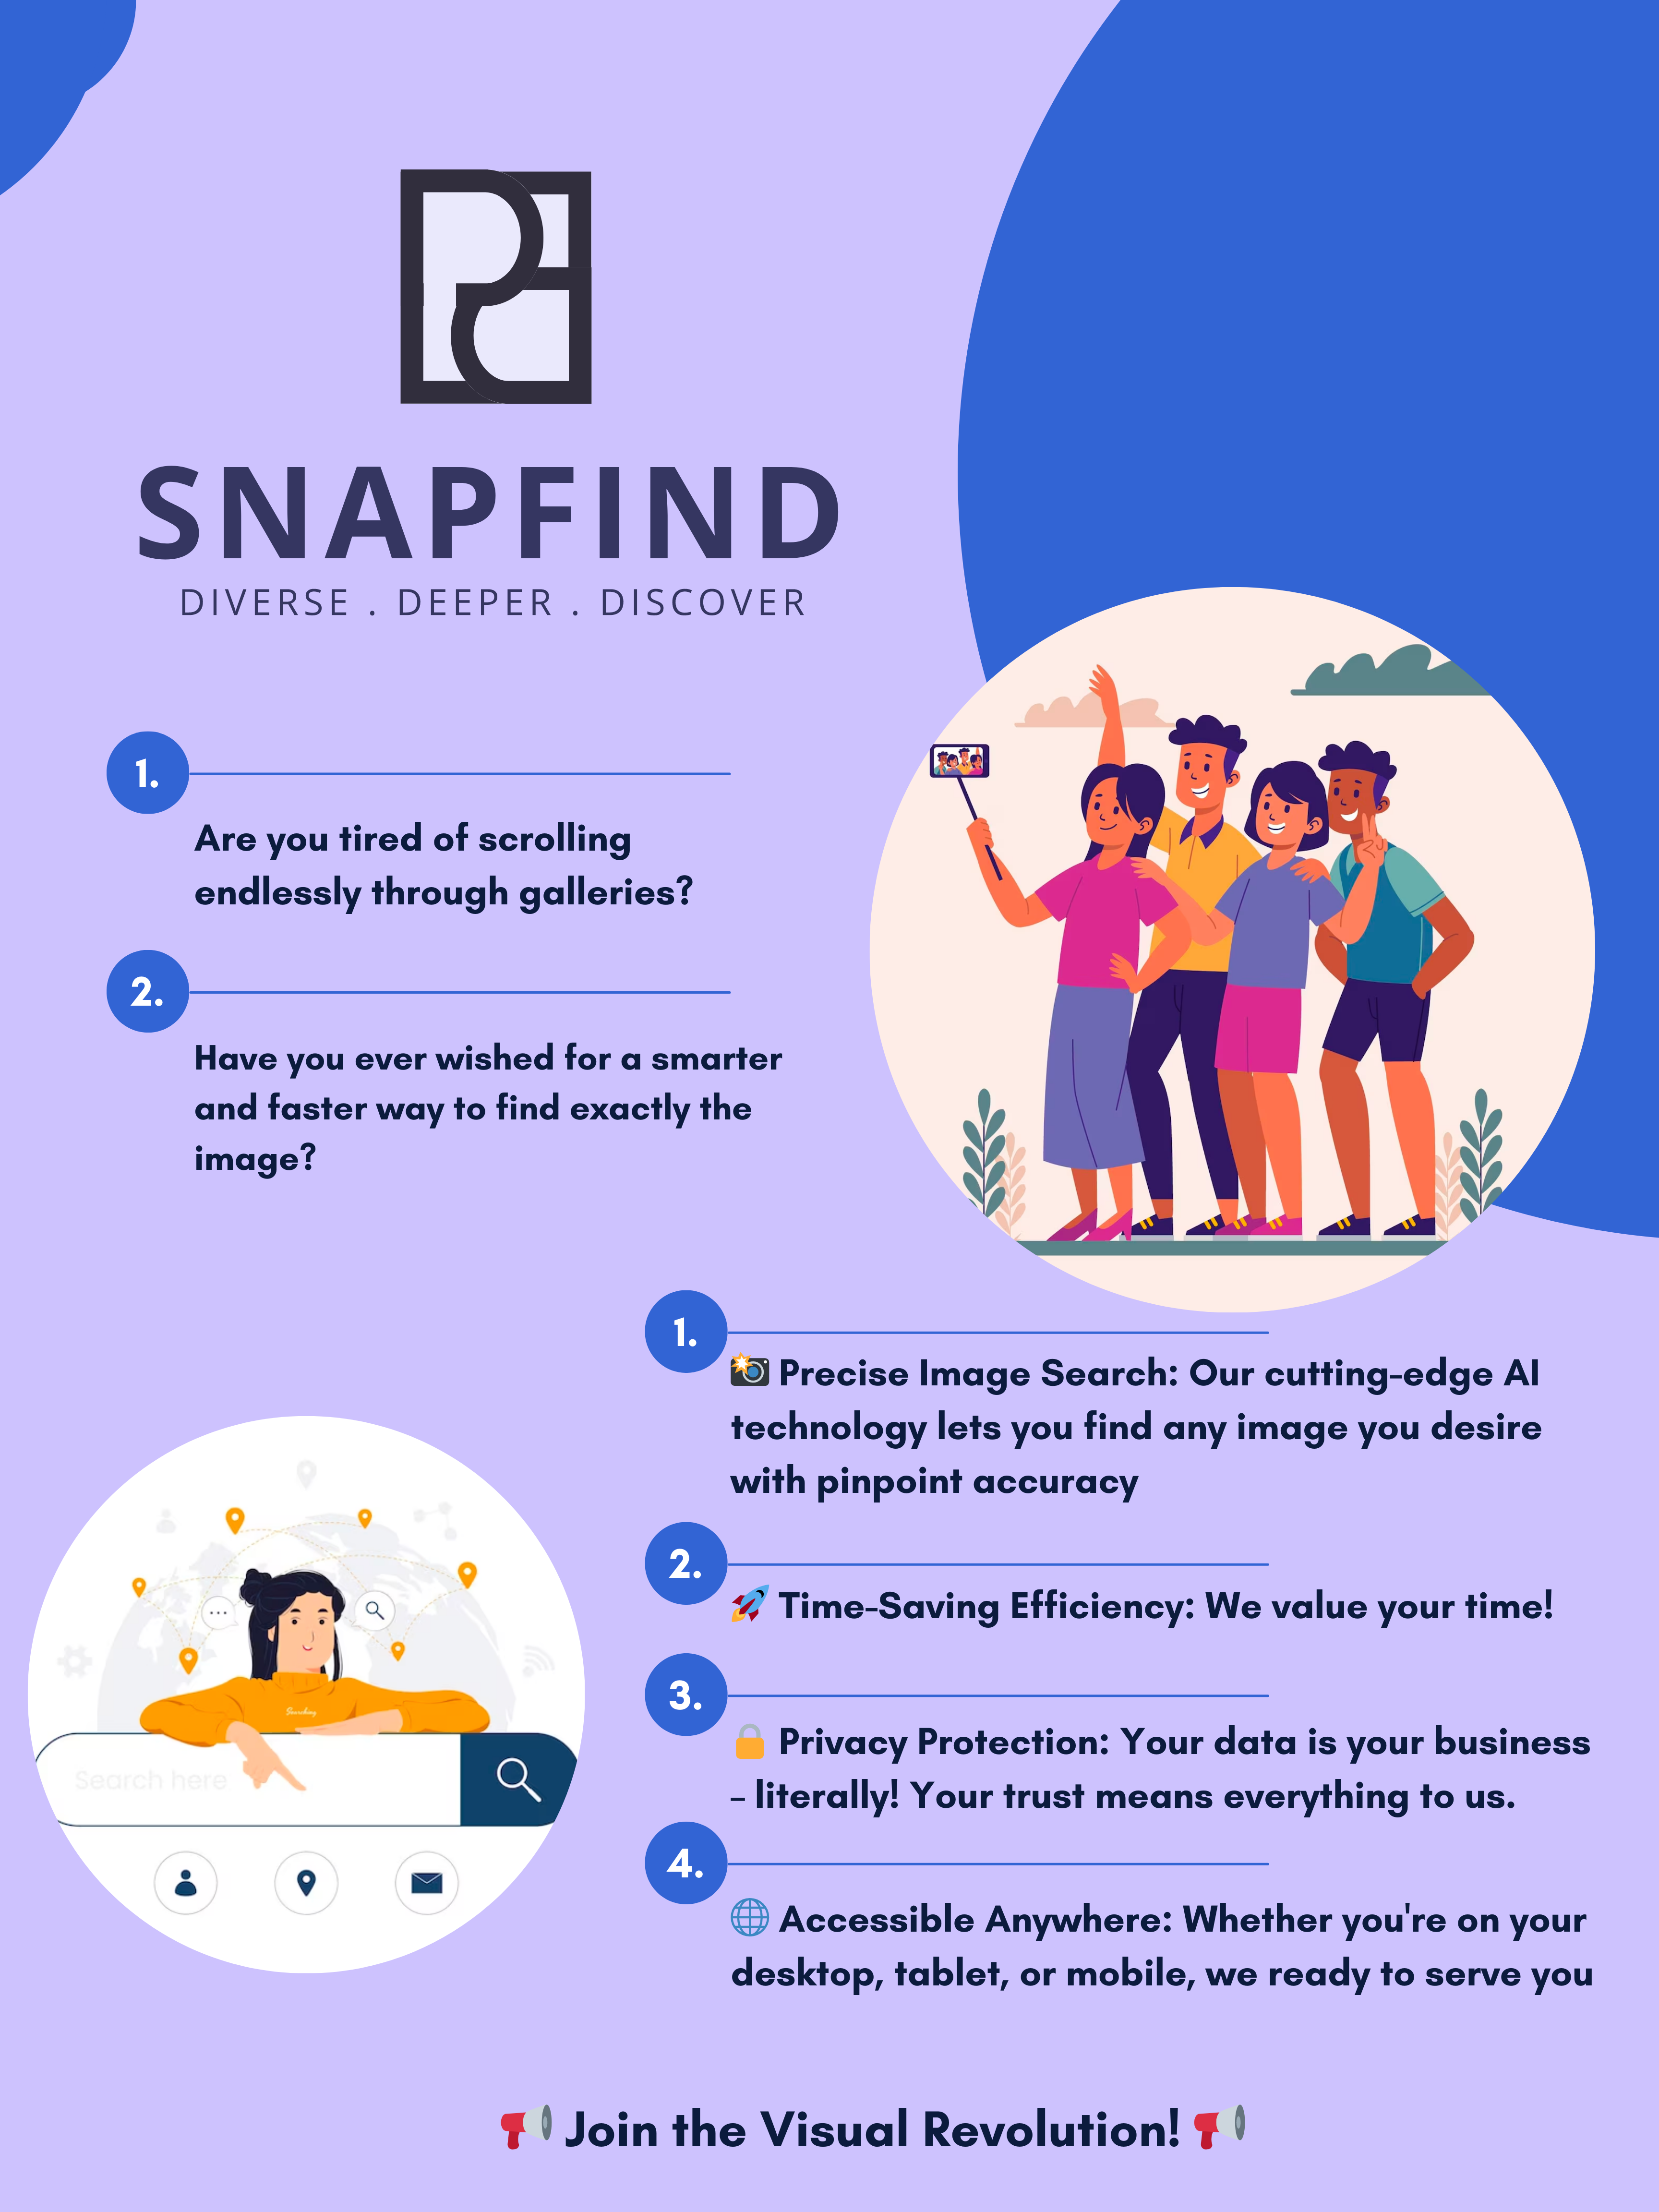 SNAPFIND
DIVERSE . DEEPER . DISCOVER
1.
Are you tired of scrolling
endlessly through galleries?
2.
Have you ever wished for a smarter
and faster way to find exactly the
image?
1.
📸 Precise Image Search: Our cutting-edge AI
technology lets you find any image you desire
with pinpoint accuracy
2.
🚀 Time-Saving Efficiency: We value your time!
3.
🔒 Privacy Protection: Your data is your business
– literally! Your trust means everything to us.
4.
🌐 Accessible Anywhere: Whether you're on your
desktop, tablet, or mobile, we ready to serve you
Searching
Search here
📢 Join the Visual Revolution! 📢